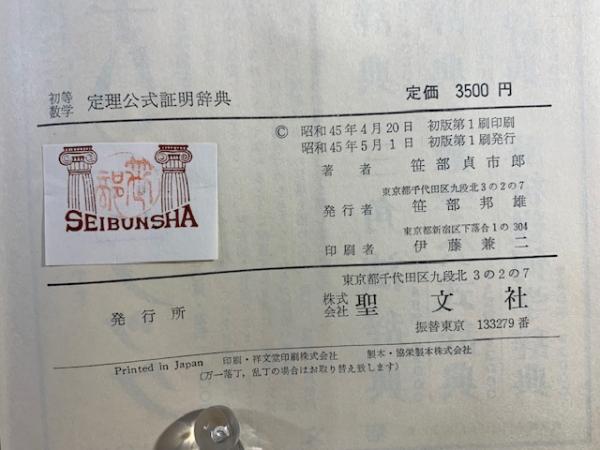 初等数学 定理公式証明辞典
定価 3500 円
© 昭和 45 年 4 月 20 日 初版第 1 刷印刷
昭和 45 年 5 月 1 日 初版第 1 刷発行
SEIBUNSHA
著者 笹部貞市郎
東京都千代田区九段北 3 の 2 の 7
発行者 笹部邦雄
東京都新宿区下落合 1 の 304
印刷者 伊藤兼二
東京都千代田区九段北 3 の 2 の 7
発行所 株式会社 聖文社
振替東京 133279 番
Printed in Japan 印刷・祥文堂印刷株式会社 製本・協栄製本株式会社
(万一落丁，乱丁の場合はお取り替え致します)